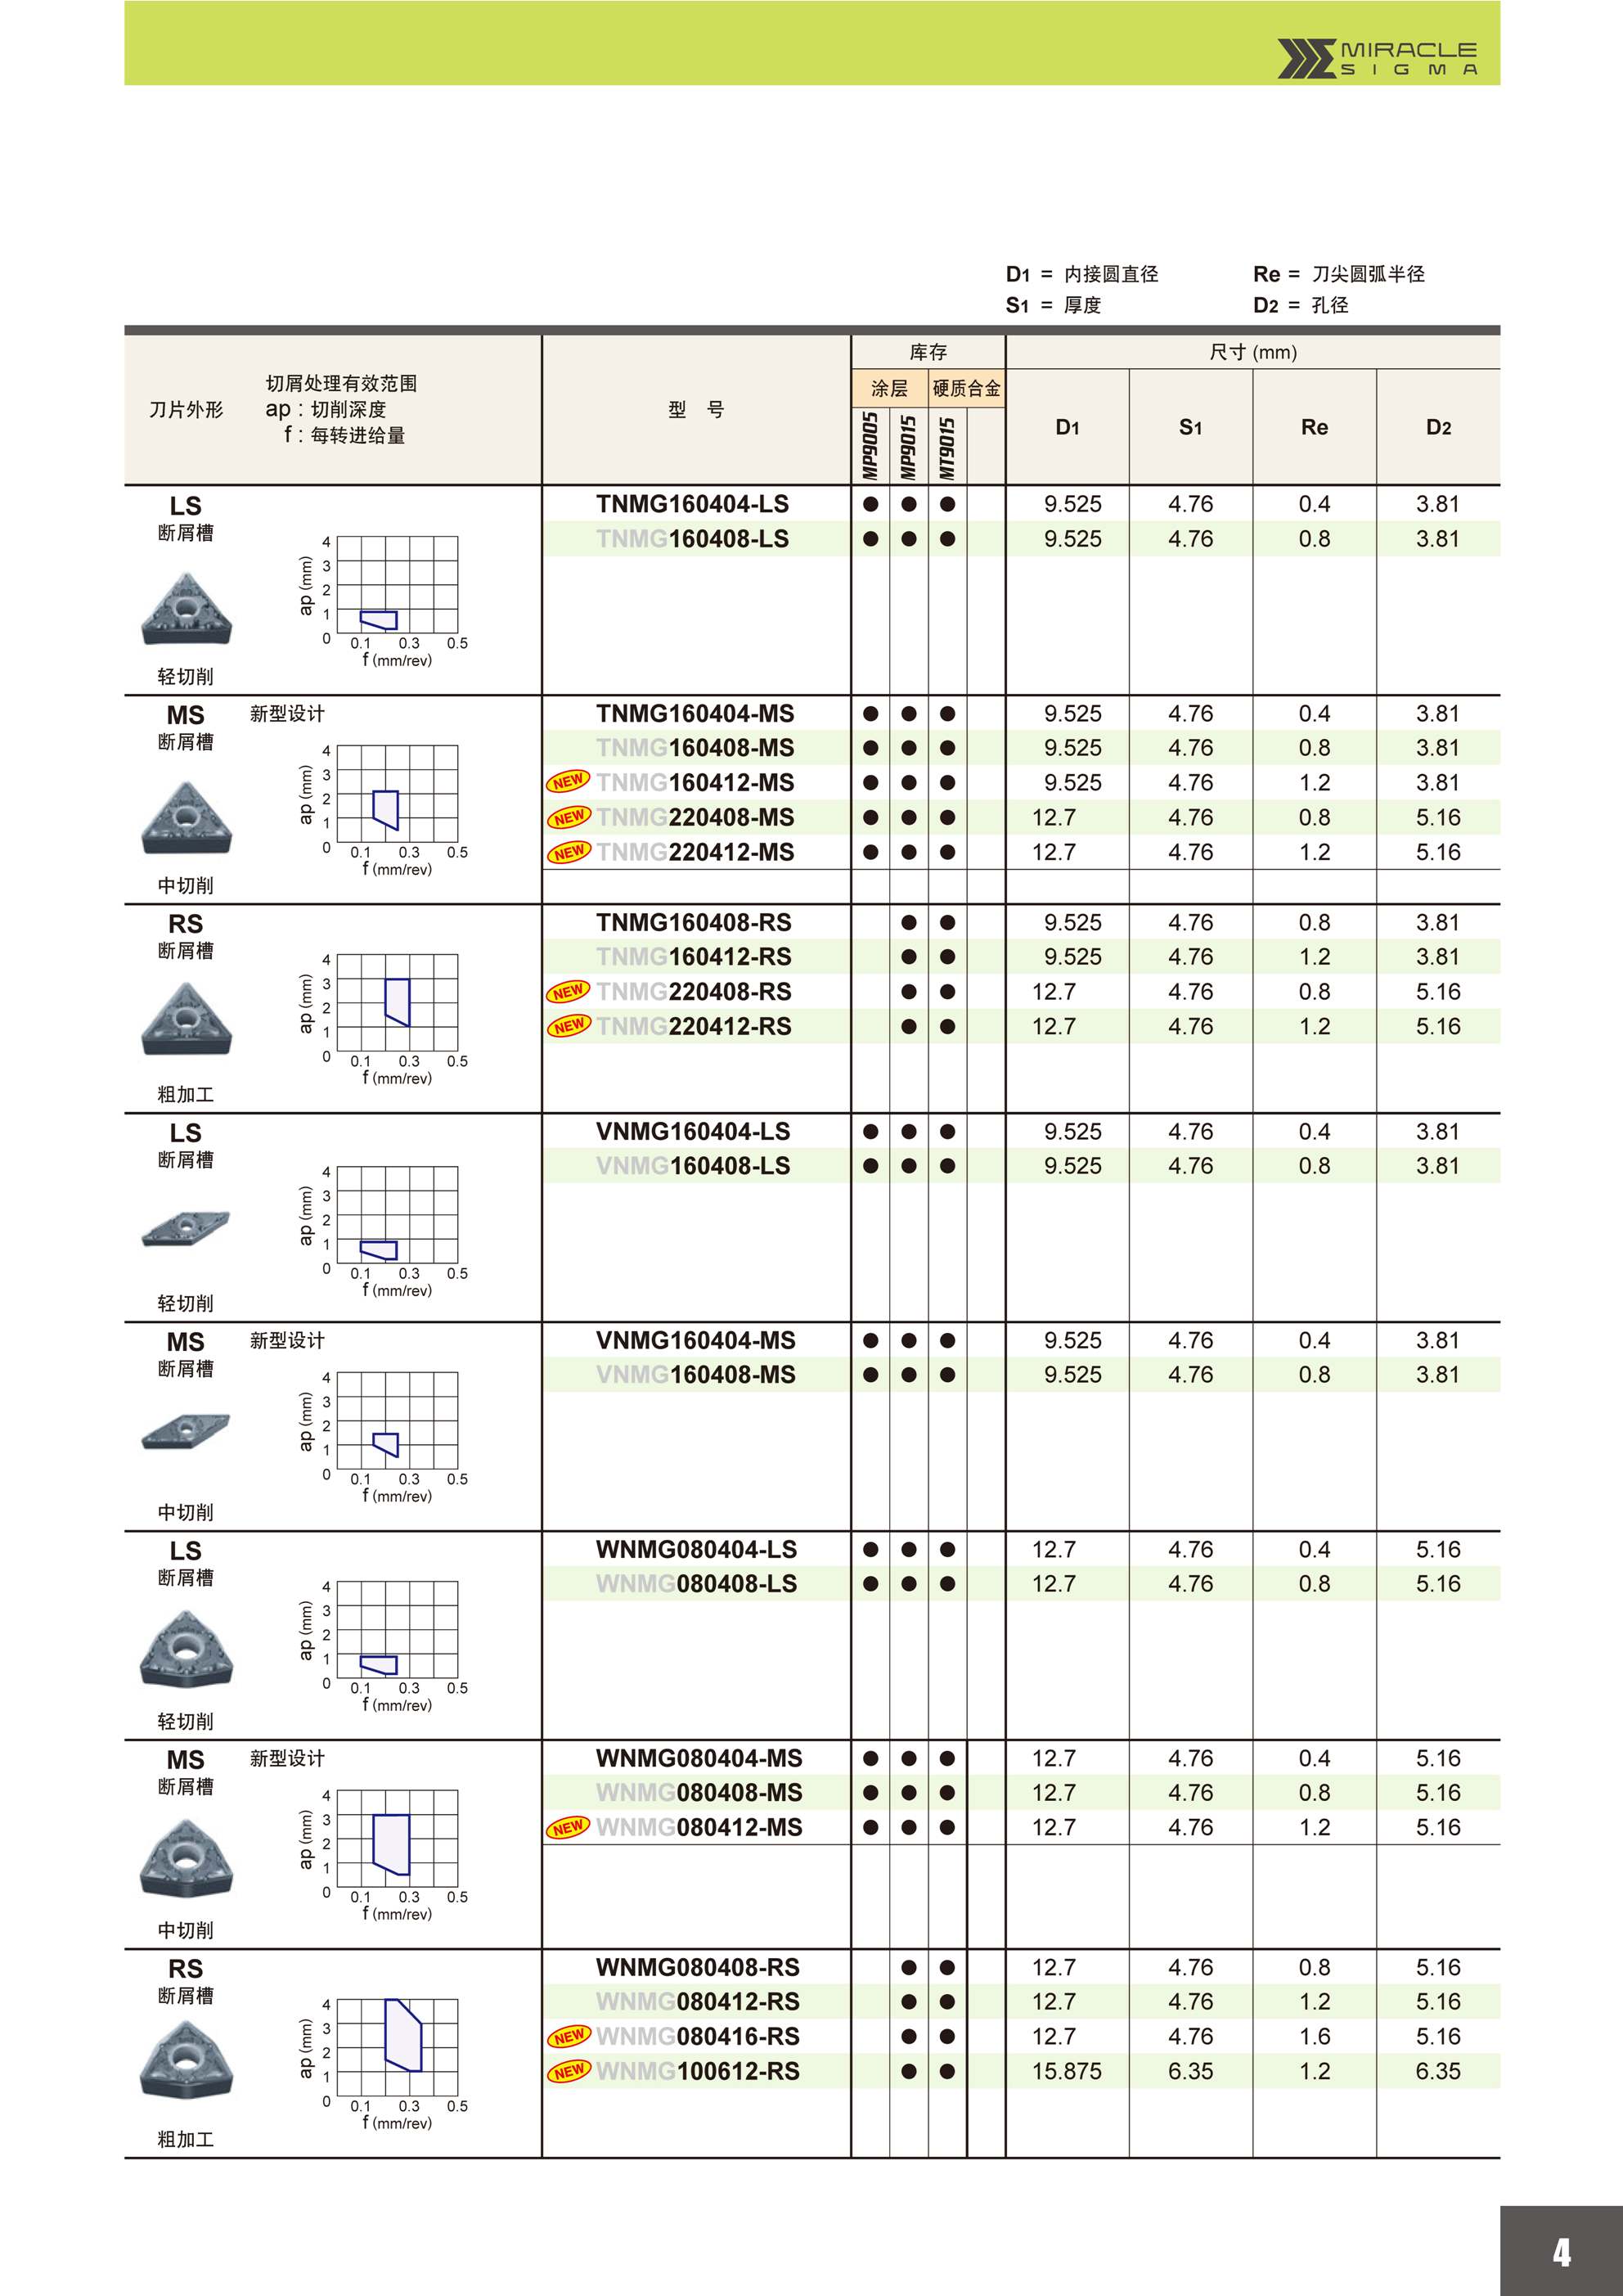 MIRACLE
SIGMA
D1 = 内接圆直径 Re = 刀尖圆弧半径
S1 = 厚度 D2 = 孔径
刀片外形
切屑处理有效范围
ap : 切削深度
f : 每转进给量
型 号
库存
涂层 硬质合金
MP9005 MP9015 MT9015
尺寸 (mm)
D1 S1 Re D2
LS
断屑槽
轻切削
4
3
2
1
0
ap (mm)
0.1 0.3 0.5
f (mm/rev)
TNMG160404-LS ● ● ● 9.525 4.76 0.4 3.81
TNMG160408-LS ● ● ● 9.525 4.76 0.8 3.81
MS 新型设计
断屑槽
中切削
4
3
2
1
0
ap (mm)
0.1 0.3 0.5
f (mm/rev)
TNMG160404-MS ● ● ● 9.525 4.76 0.4 3.81
TNMG160408-MS ● ● ● 9.525 4.76 0.8 3.81
NEW TNMG160412-MS ● ● ● 9.525 4.76 1.2 3.81
NEW TNMG220408-MS ● ● ● 12.7 4.76 0.8 5.16
NEW TNMG220412-MS ● ● ● 12.7 4.76 1.2 5.16
RS
断屑槽
粗加工
4
3
2
1
0
ap (mm)
0.1 0.3 0.5
f (mm/rev)
TNMG160408-RS ● ● 9.525 4.76 0.8 3.81
TNMG160412-RS ● ● 9.525 4.76 1.2 3.81
NEW TNMG220408-RS ● ● 12.7 4.76 0.8 5.16
NEW TNMG220412-RS ● ● 12.7 4.76 1.2 5.16
LS
断屑槽
轻切削
4
3
2
1
0
ap (mm)
0.1 0.3 0.5
f (mm/rev)
VNMG160404-LS ● ● ● 9.525 4.76 0.4 3.81
VNMG160408-LS ● ● ● 9.525 4.76 0.8 3.81
MS 新型设计
断屑槽
中切削
4
3
2
1
0
ap (mm)
0.1 0.3 0.5
f (mm/rev)
VNMG160404-MS ● ● ● 9.525 4.76 0.4 3.81
VNMG160408-MS ● ● ● 9.525 4.76 0.8 3.81
LS
断屑槽
轻切削
4
3
2
1
0
ap (mm)
0.1 0.3 0.5
f (mm/rev)
WNMG080404-LS ● ● ● 12.7 4.76 0.4 5.16
WNMG080408-LS ● ● ● 12.7 4.76 0.8 5.16
MS 新型设计
断屑槽
中切削
4
3
2
1
0
ap (mm)
0.1 0.3 0.5
f (mm/rev)
WNMG080404-MS ● ● ● 12.7 4.76 0.4 5.16
WNMG080408-MS ● ● ● 12.7 4.76 0.8 5.16
NEW WNMG080412-MS ● ● ● 12.7 4.76 1.2 5.16
RS
断屑槽
粗加工
4
3
2
1
0
ap (mm)
0.1 0.3 0.5
f (mm/rev)
WNMG080408-RS ● ● 12.7 4.76 0.8 5.16
WNMG080412-RS ● ● 12.7 4.76 1.2 5.16
NEW WNMG080416-RS ● ● 12.7 4.76 1.6 5.16
NEW WNMG100612-RS ● ● 15.875 6.35 1.2 6.35
4